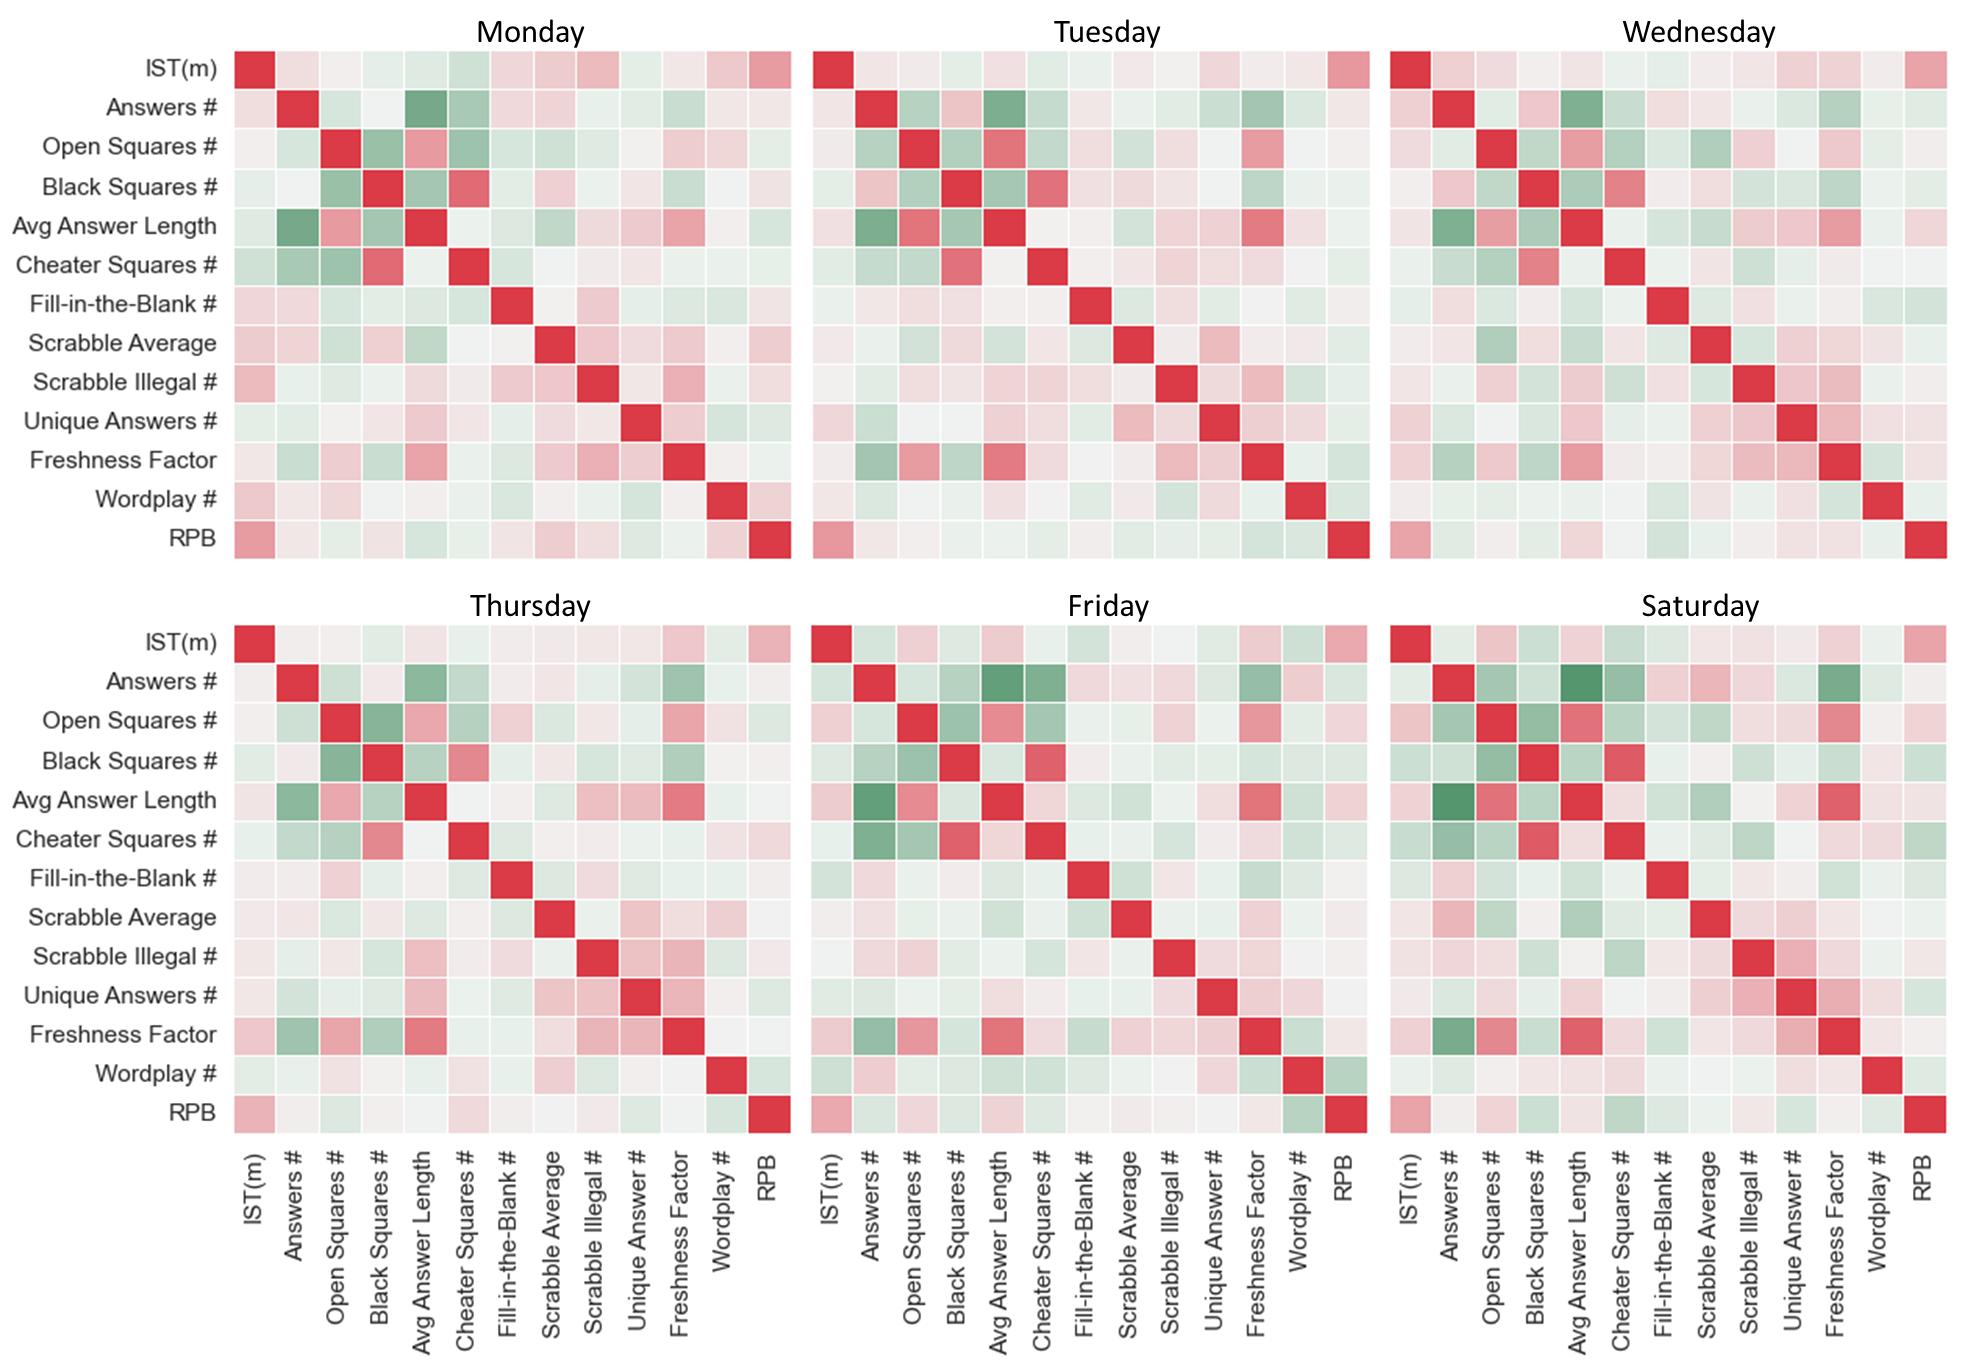 Monday Tuesday Wednesday
IST(m)
Answers #
Open Squares #
Black Squares #
Avg Answer Length
Cheater Squares #
Fill-in-the-Blank #
Scrabble Average
Scrabble Illegal #
Unique Answers #
Freshness Factor
Wordplay #
RPB
Thursday Friday Saturday
IST(m)
Answers #
Open Squares #
Black Squares #
Avg Answer Length
Cheater Squares #
Fill-in-the-Blank #
Scrabble Average
Scrabble Illegal #
Unique Answers #
Freshness Factor
Wordplay #
RPB
IST(m)
Answers #
Open Squares #
Black Squares #
Avg Answer Length
Cheater Squares #
Fill-in-the-Blank #
Scrabble Average
Scrabble Illegal #
Unique Answer #
Freshness Factor
Wordplay #
RPB
IST(m)
Answers #
Open Squares #
Black Squares #
Avg Answer Length
Cheater Squares #
Fill-in-the-Blank #
Scrabble Average
Scrabble Illegal #
Unique Answer #
Freshness Factor
Wordplay #
RPB
IST(m)
Answers #
Open Squares #
Black Squares #
Avg Answer Length
Cheater Squares #
Fill-in-the-Blank #
Scrabble Average
Scrabble Illegal #
Unique Answer #
Freshness Factor
Wordplay #
RPB